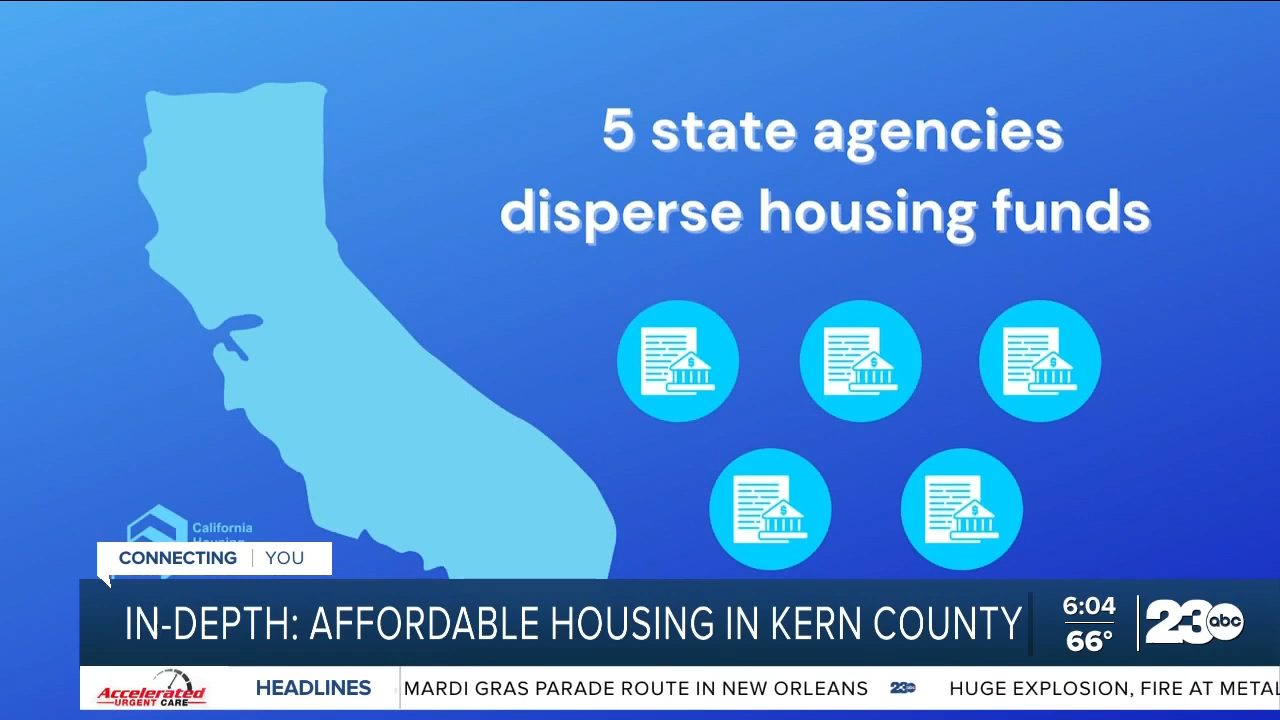 5 state agencies
disperse housing funds
California
Housing
CONNECTING | YOU
IN-DEPTH: AFFORDABLE HOUSING IN KERN COUNTY
6:04
66°
23 abc
Accelerated
URGENT CARE
HEADLINES
MARDI GRAS PARADE ROUTE IN NEW ORLEANS 23 HUGE EXPLOSION, FIRE AT METAL